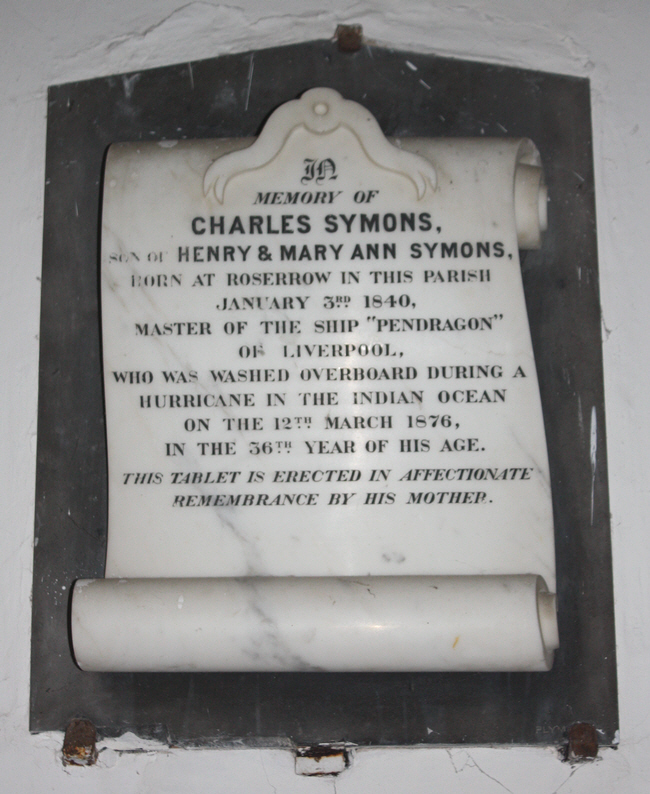 IN
MEMORY OF
CHARLES SYMONS,
SON OF HENRY & MARY ANN SYMONS,
BORN AT ROSERROW IN THIS PARISH
JANUARY 3RD 1840,
MASTER OF THE SHIP "PENDRAGON"
OF LIVERPOOL,
WHO WAS WASHED OVERBOARD DURING A
HURRICANE IN THE INDIAN OCEAN
ON THE 12TH MARCH 1876,
IN THE 36TH YEAR OF HIS AGE.
THIS TABLET IS ERECTED IN AFFECTIONATE
REMEMBRANCE BY HIS MOTHER.